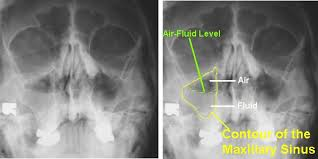 Air-Fluid Level
Air
Fluid
Contour of the
Maxillary Sinus